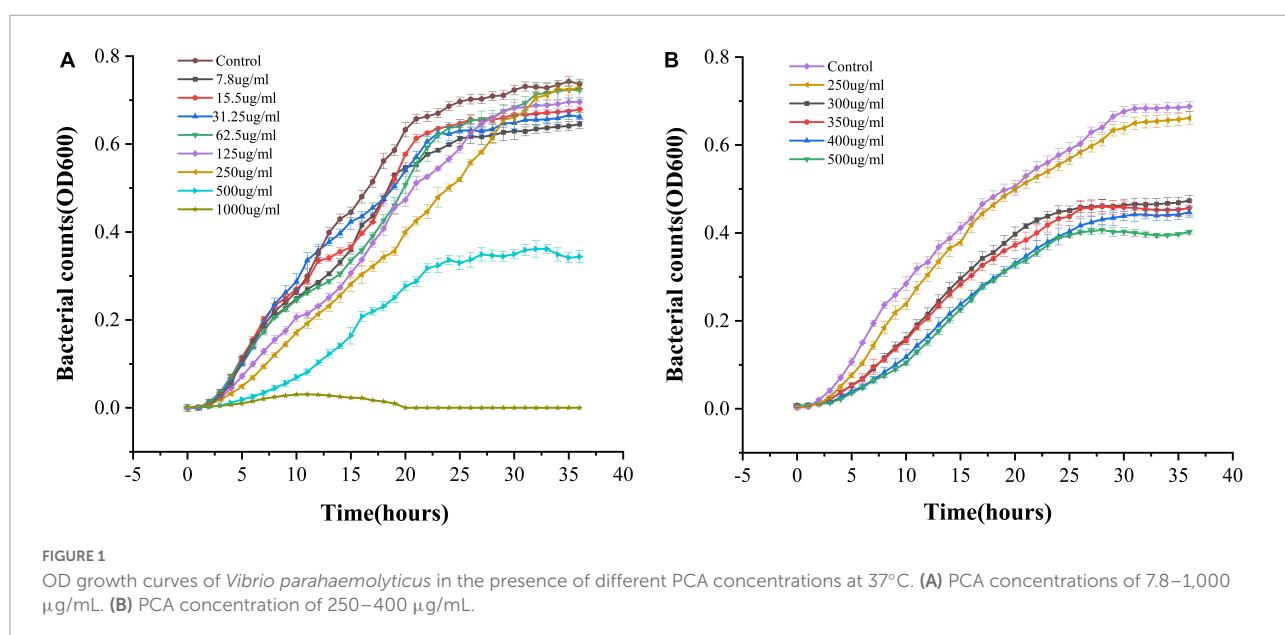 A
Control
7.8ug/ml
15.5ug/ml
31.25ug/ml
62.5ug/ml
125ug/ml
250ug/ml
500ug/ml
1000ug/ml
0.8
0.6
0.4
0.2
0.0
Bacterial counts(OD600)
-5 0 5 10 15 20 25 30 35 40
Time(hours)
B
Control
250ug/ml
300ug/ml
350ug/ml
400ug/ml
500ug/ml
0.8
0.6
0.4
0.2
0.0
Bacterial counts(OD600)
-5 0 5 10 15 20 25 30 35 40
Time(hours)
FIGURE 1
OD growth curves of Vibrio parahaemolyticus in the presence of different PCA concentrations at 37°C. (A) PCA concentrations of 7.8–1,000
μg/mL. (B) PCA concentration of 250–400 μg/mL.